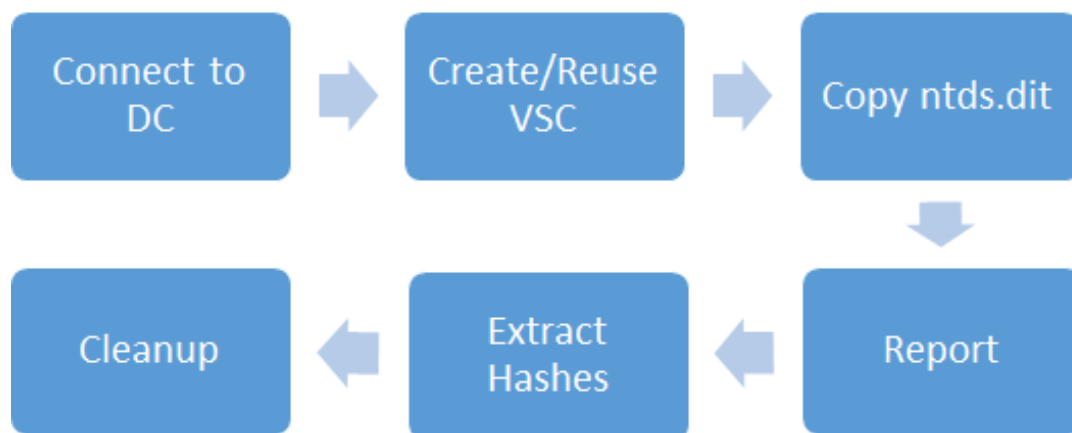 Connect to
DC
Create/Reuse
VSC
Copy ntds.dit
Report
Extract
Hashes
Cleanup